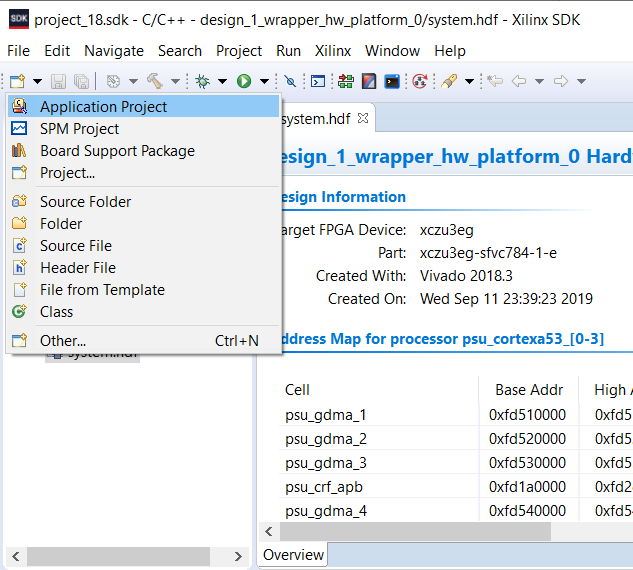 SDK project_18.sdk - C/C++ - design_1_wrapper_hw_platform_0/system.hdf - Xilinx SDK
File Edit Navigate Search Project Run Xilinx Window Help
Application Project
SPM Project
Board Support Package
Project...
Source Folder
Folder
Source File
Header File
File from Template
Class
Other... Ctrl+N
system.hdf
system.hdf
esign_1_wrapper_hw_platform_0 Hard
esign Information
arget FPGA Device: xczu3eg
Part: xczu3eg-sfvc784-1-e
Created With: Vivado 2018.3
Created On: Wed Sep 11 23:39:23 2019
ddress Map for processor psu_cortexa53_[0-3]
Cell Base Addr High A
psu_gdma_1 0xfd510000 0xfd5
psu_gdma_2 0xfd520000 0xfd5
psu_gdma_3 0xfd530000 0xfd5
psu_crf_apb 0xfd1a0000 0xfd2
psu_gdma_4 0xfd540000 0xfd5
Overview